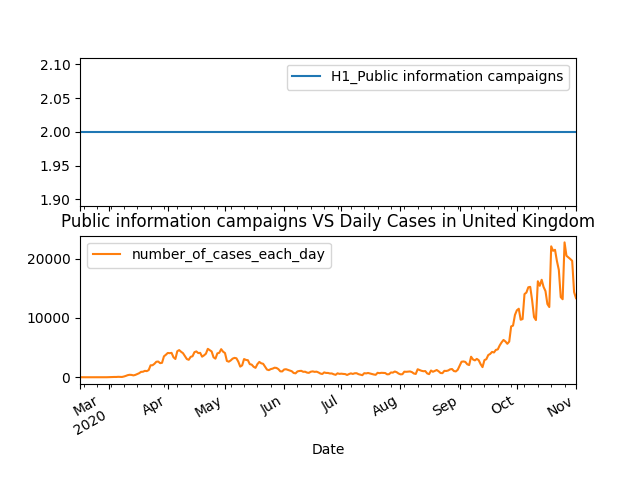 2.10
2.05
2.00
1.95
1.90
H1_Public information campaigns
Public information campaigns VS Daily Cases in United Kingdom
20000
10000
0
number_of_cases_each_day
Mar
2020
Apr
May
Jun
Jul
Aug
Sep
Oct
Nov
Date